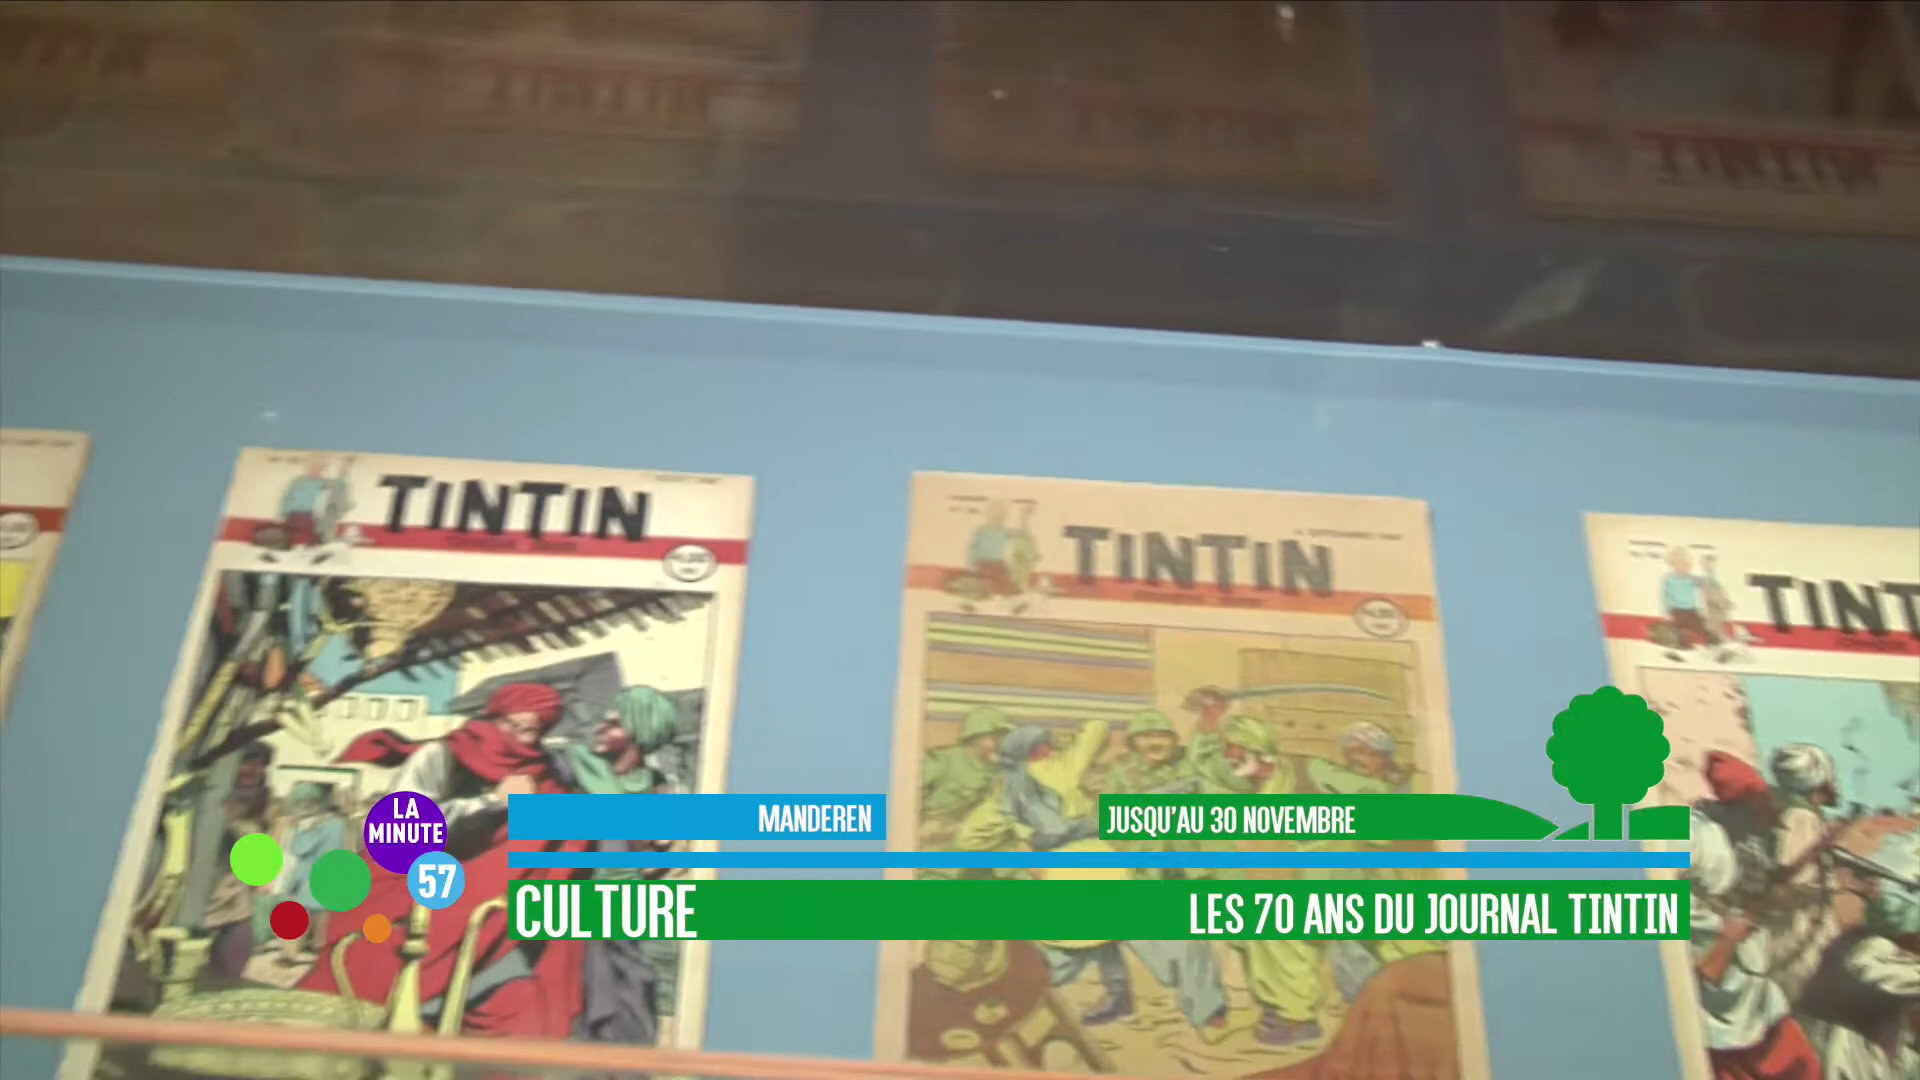 TINTIN
TINTIN
TINT
LA
MINUTE
57
MANDEREN
JUSQU'AU 30 NOVEMBRE
CULTURE
LES 70 ANS DU JOURNAL TINTIN